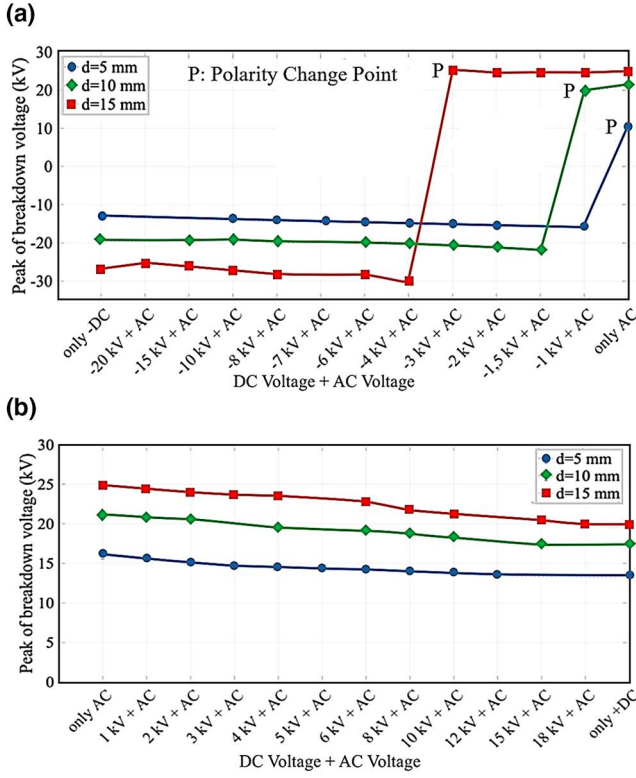 (a)
Peak of breakdown voltage (kV)
30
20
10
0
-10
-20
-30
d=5 mm
d=10 mm
d=15 mm
P: Polarity Change Point
P
P
P
only -DC
-20 kV + AC
-15 kV + AC
-10 kV + AC
-8 kV + AC
-7 kV + AC
-6 kV + AC
-4 kV + AC
-3 kV + AC
-2 kV + AC
-1,5 kV + AC
-1 kV + AC
only AC
DC Voltage + AC Voltage
(b)
Peak of breakdown voltage (kV)
30
25
20
15
10
5
0
d=5 mm
d=10 mm
d=15 mm
only AC
1 kV + AC
2 kV + AC
3 kV + AC
4 kV + AC
5 kV + AC
6 kV + AC
8 kV + AC
10 kV + AC
12 kV + AC
15 kV + AC
18 kV + AC
only +DC
DC Voltage + AC Voltage